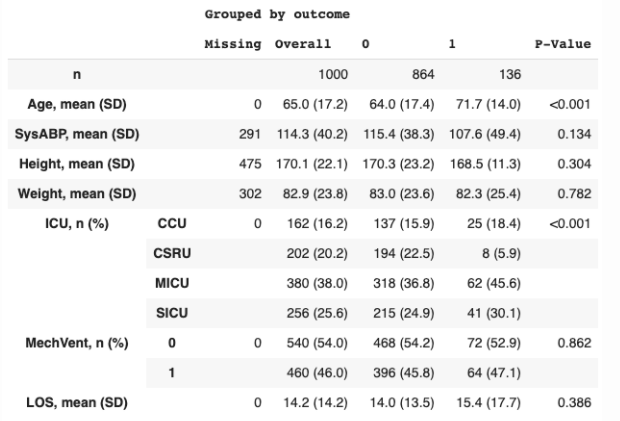 Grouped by outcome
Missing Overall 0 1 P-Value
n 1000 864 136
Age, mean (SD) 0 65.0 (17.2) 64.0 (17.4) 71.7 (14.0) <0.001
SysABP, mean (SD) 291 114.3 (40.2) 115.4 (38.3) 107.6 (49.4) 0.134
Height, mean (SD) 475 170.1 (22.1) 170.3 (23.2) 168.5 (11.3) 0.304
Weight, mean (SD) 302 82.9 (23.8) 83.0 (23.6) 82.3 (25.4) 0.782
ICU, n (%) CCU 0 162 (16.2) 137 (15.9) 25 (18.4) <0.001
CSRU 202 (20.2) 194 (22.5) 8 (5.9)
MICU 380 (38.0) 318 (36.8) 62 (45.6)
SICU 256 (25.6) 215 (24.9) 41 (30.1)
MechVent, n (%) 0 0 540 (54.0) 468 (54.2) 72 (52.9) 0.862
1 460 (46.0) 396 (45.8) 64 (47.1)
LOS, mean (SD) 0 14.2 (14.2) 14.0 (13.5) 15.4 (17.7) 0.386